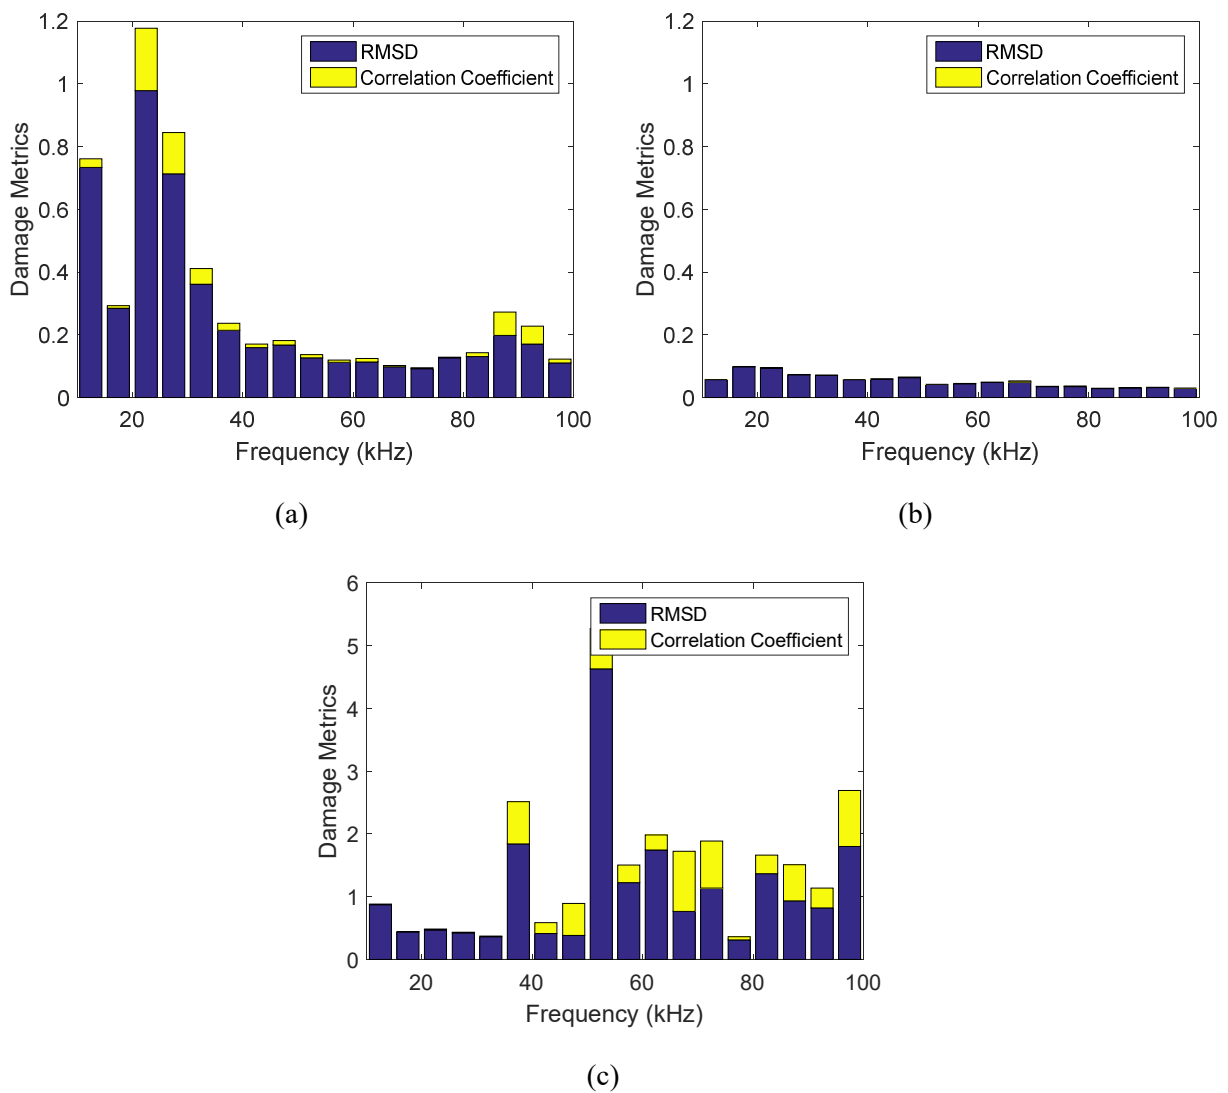 1.2
1
0.8
0.6
0.4
0.2
0
Damage Metrics
RMSD
Correlation Coefficient
20 40 60 80 100
Frequency (kHz)
(a)
1.2
1
0.8
0.6
0.4
0.2
0
Damage Metrics
RMSD
Correlation Coefficient
20 40 60 80 100
Frequency (kHz)
(b)
6
5
4
3
2
1
0
Damage Metrics
RMSD
Correlation Coefficient
20 40 60 80 100
Frequency (kHz)
(c)